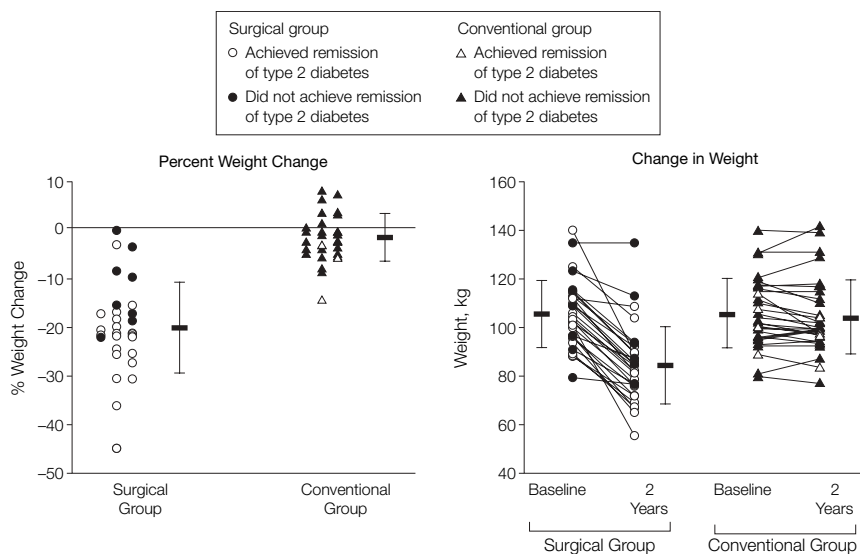 Surgical group
Achieved remission
of type 2 diabetes
Did not achieve remission
of type 2 diabetes
Conventional group
Achieved remission
of type 2 diabetes
Did not achieve remission
of type 2 diabetes
Percent Weight Change
% Weight Change
10
0
–10
–20
–30
–40
–50
Surgical
Group
Conventional
Group
Change in Weight
Weight, kg
160
140
120
100
80
60
40
Baseline
2
Years
Baseline
2
Years
Surgical Group
Conventional Group